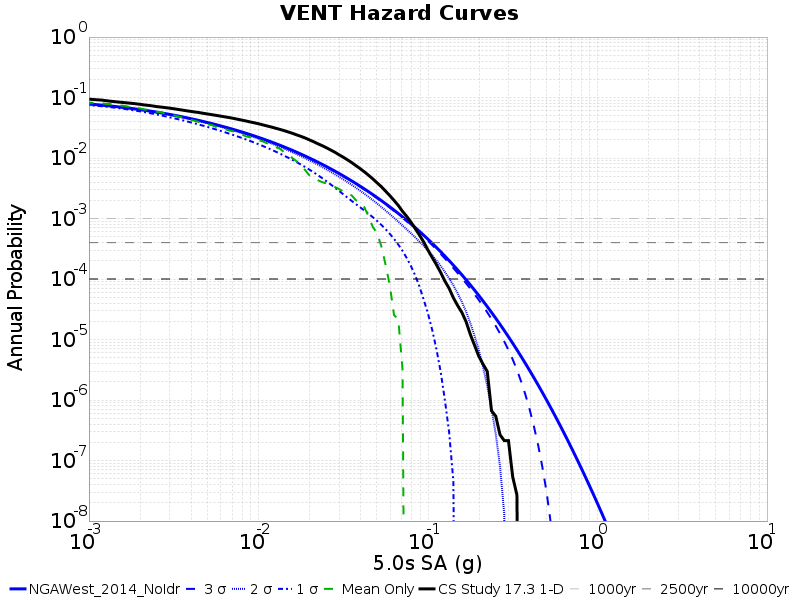 VENT Hazard Curves
10^0
10^-1
10^-2
10^-3
10^-4
10^-5
10^-6
10^-7
10^-8
Annual Probability
10^-3 10^-2 10^-1 10^0 10^1
5.0s SA (g)
NGAWest_2014_NoIdr 3 σ 2 σ 1 σ Mean Only CS Study 17.3 1-D 1000yr 2500yr 10000yr